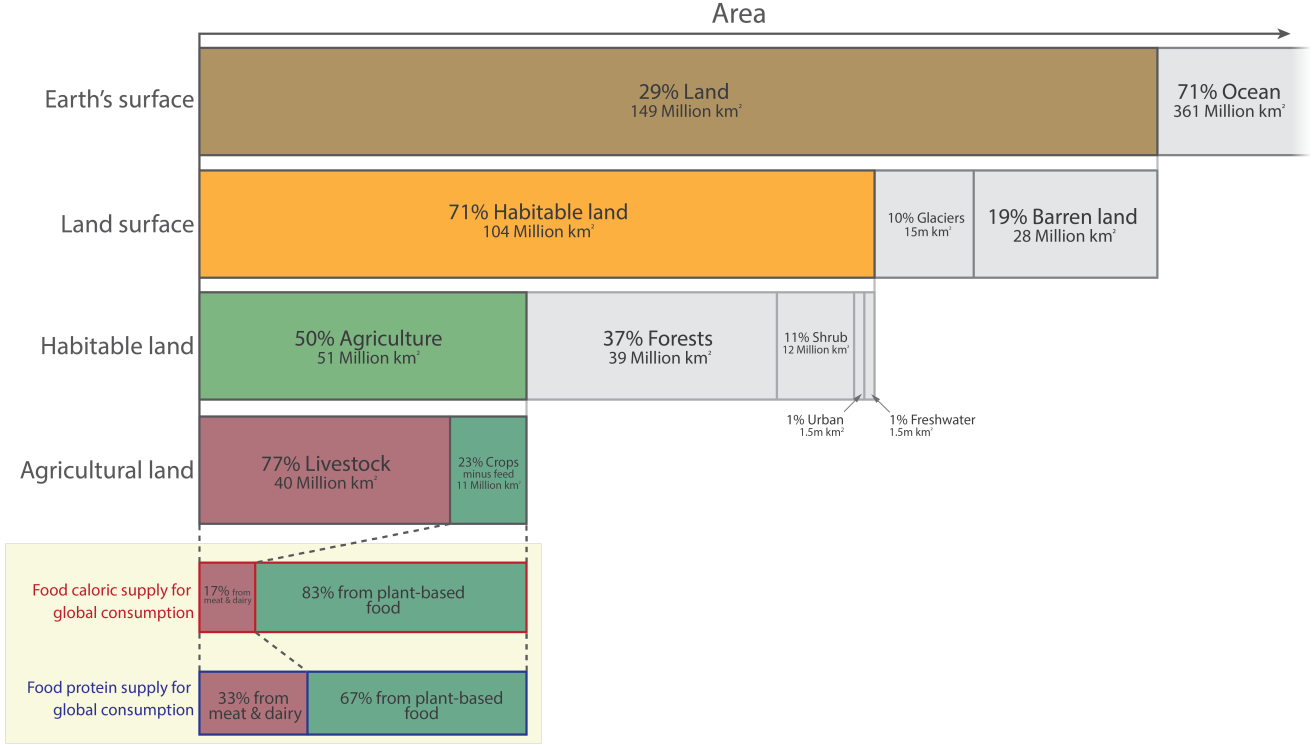 Area
Earth's surface
29% Land
149 Million km²
71% Ocean
361 Million km²
Land surface
71% Habitable land
104 Million km²
10% Glaciers
15m km²
19% Barren land
28 Million km²
Habitable land
50% Agriculture
51 Million km²
37% Forests
39 Million km²
11% Shrub
12 Million km²
1% Urban
1.5m km²
1% Freshwater
1.5m km²
Agricultural land
77% Livestock
40 Million km²
23% Crops
minus feed
11 Million km²
Food caloric supply for
global consumption
17% from
meat & dairy
83% from plant-based
food
Food protein supply for
global consumption
33% from
meat & dairy
67% from plant-based
food